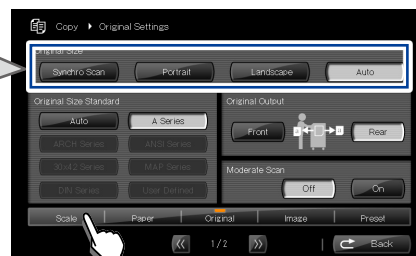 Copy Original Settings
Original Size
Synchro Scan Portrait Landscape Auto
Original Size Standard
Auto A Series
ARCH Series ANSI Series
30x42 Series MAP Series
DIN Series User Defined
Original Output
Front Rear
Moderate Scan
Off On
Scale Paper Original Image Preset
1/2 Back